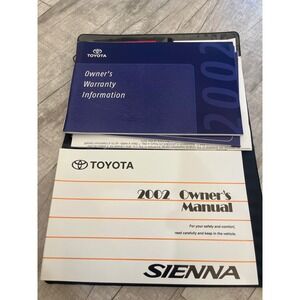 TOYOTA
Owner's
Warranty
Information
2002
TOYOTA
2002 Owner's
Manual
For your safety and comfort,
read carefully and keep in the vehicle.
SIENNA